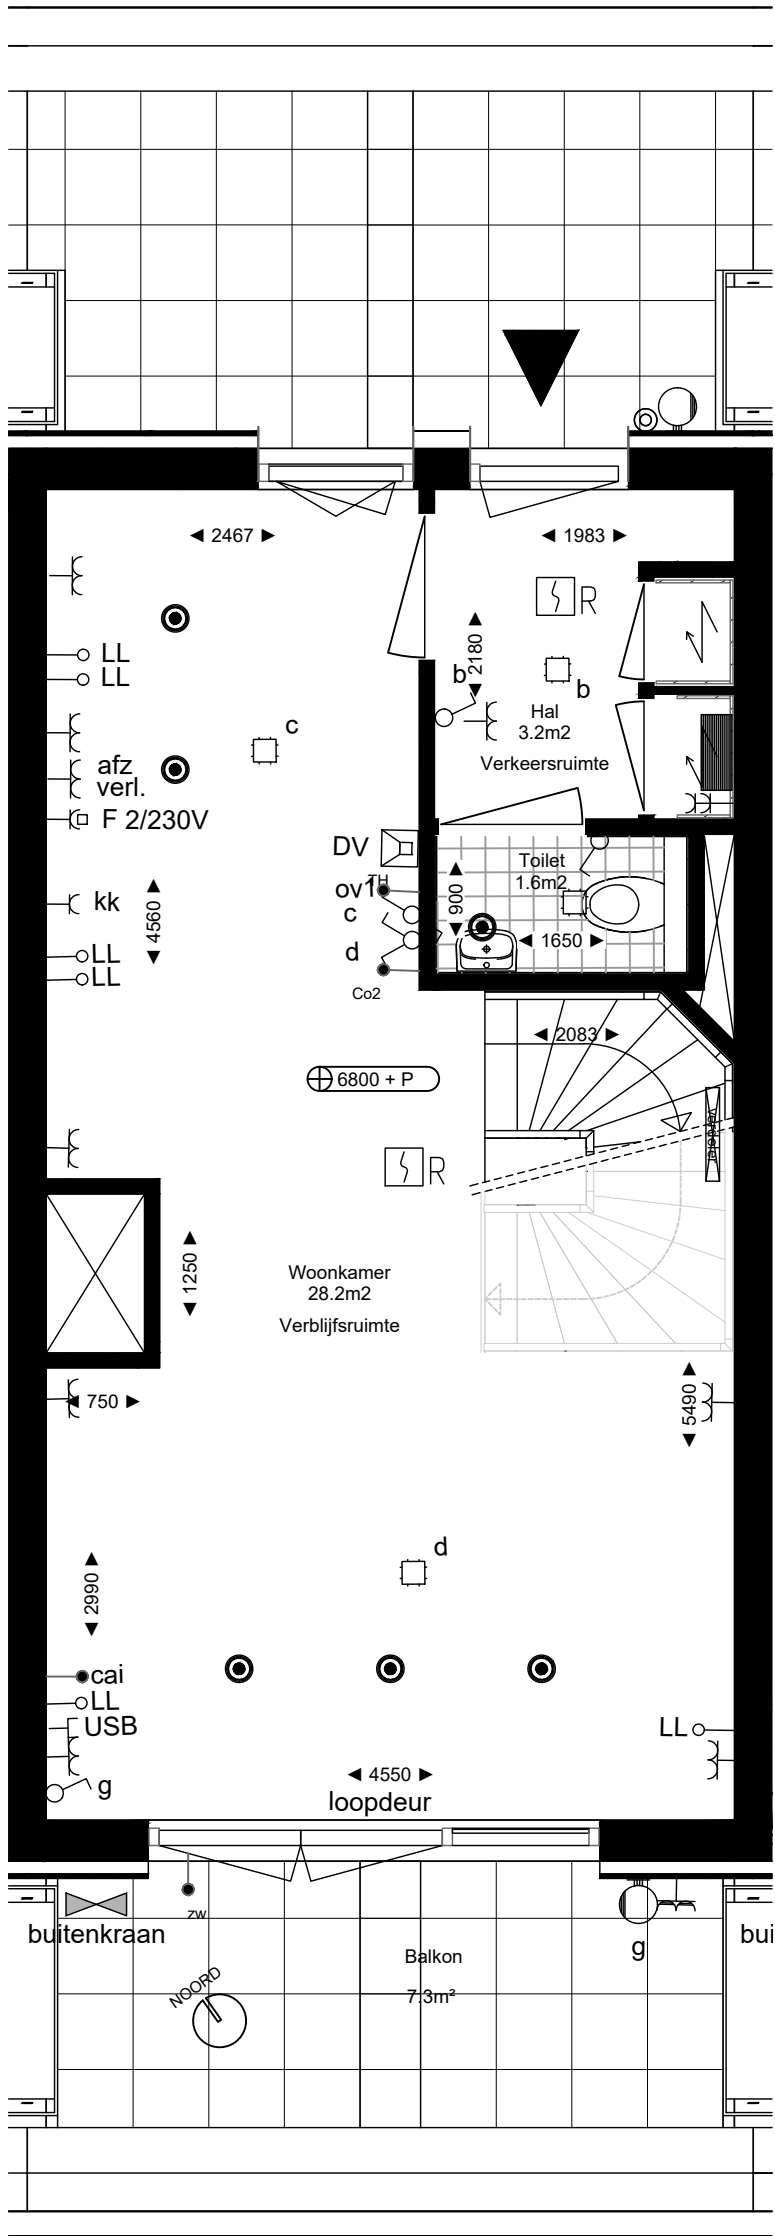 2467
1983
R
LL
LL
2180
b
b
Hal
3.2m2
Verkeersruimte
c
afz
verl.
F 2/230V
DV
TH
ov1
c
d
Co2
Toilet
1.6m2
900
1650
kk
4560
LL
LL
2083
6800 + P
verdeler
R
1250
Woonkamer
28.2m2
Verblijfsruimte
750
5490
d
2990
cai
LL
USB
LL
g
4550
loopdeur
zw
buitenkraan
g
bui
Balkon
7.3m²
NOORD